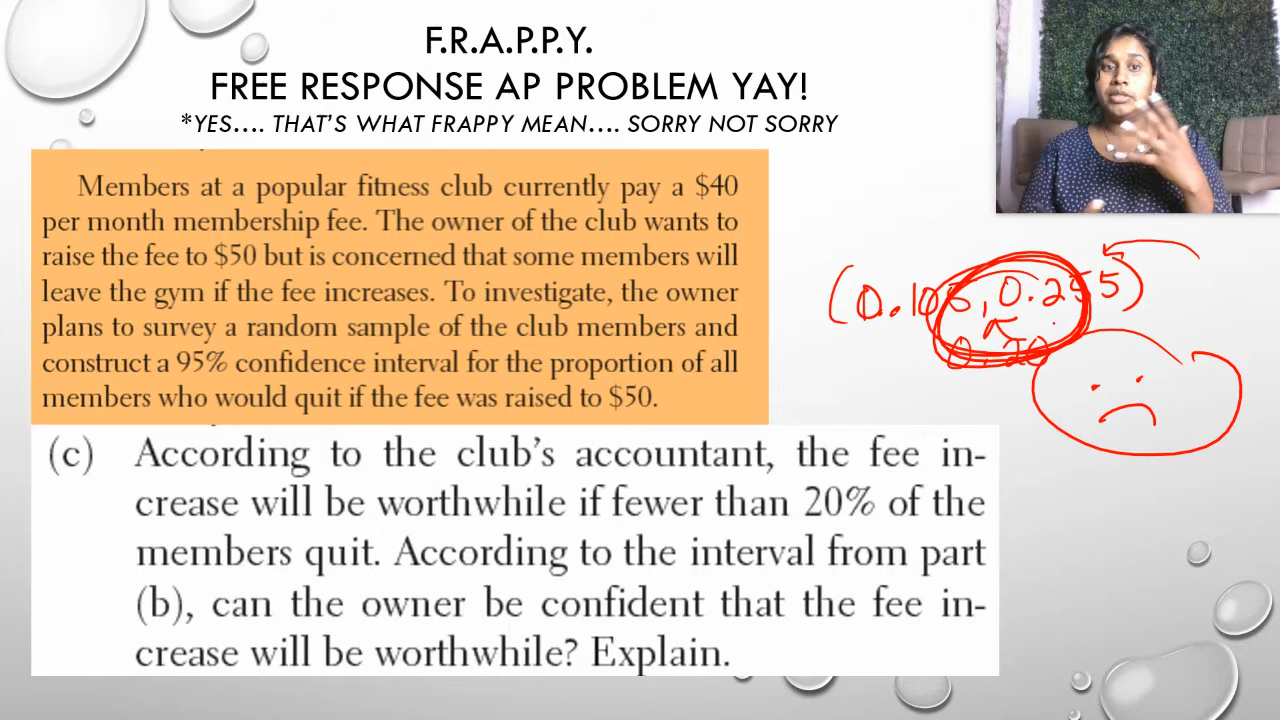 F.R.A.P.P.Y.
FREE RESPONSE AP PROBLEM YAY!
*YES.... THAT'S WHAT FRAPPY MEAN.... SORRY NOT SORRY
Members at a popular fitness club currently pay a $40
per month membership fee. The owner of the club wants to
raise the fee to $50 but is concerned that some members will
leave the gym if the fee increases. To investigate, the owner
plans to survey a random sample of the club members and
construct a 95% confidence interval for the proportion of all
members who would quit if the fee was raised to $50.
(0.105, 0.255)
0.20
(c) According to the club's accountant, the fee in-
crease will be worthwhile if fewer than 20% of the
members quit. According to the interval from part
(b), can the owner be confident that the fee in-
crease will be worthwhile? Explain.